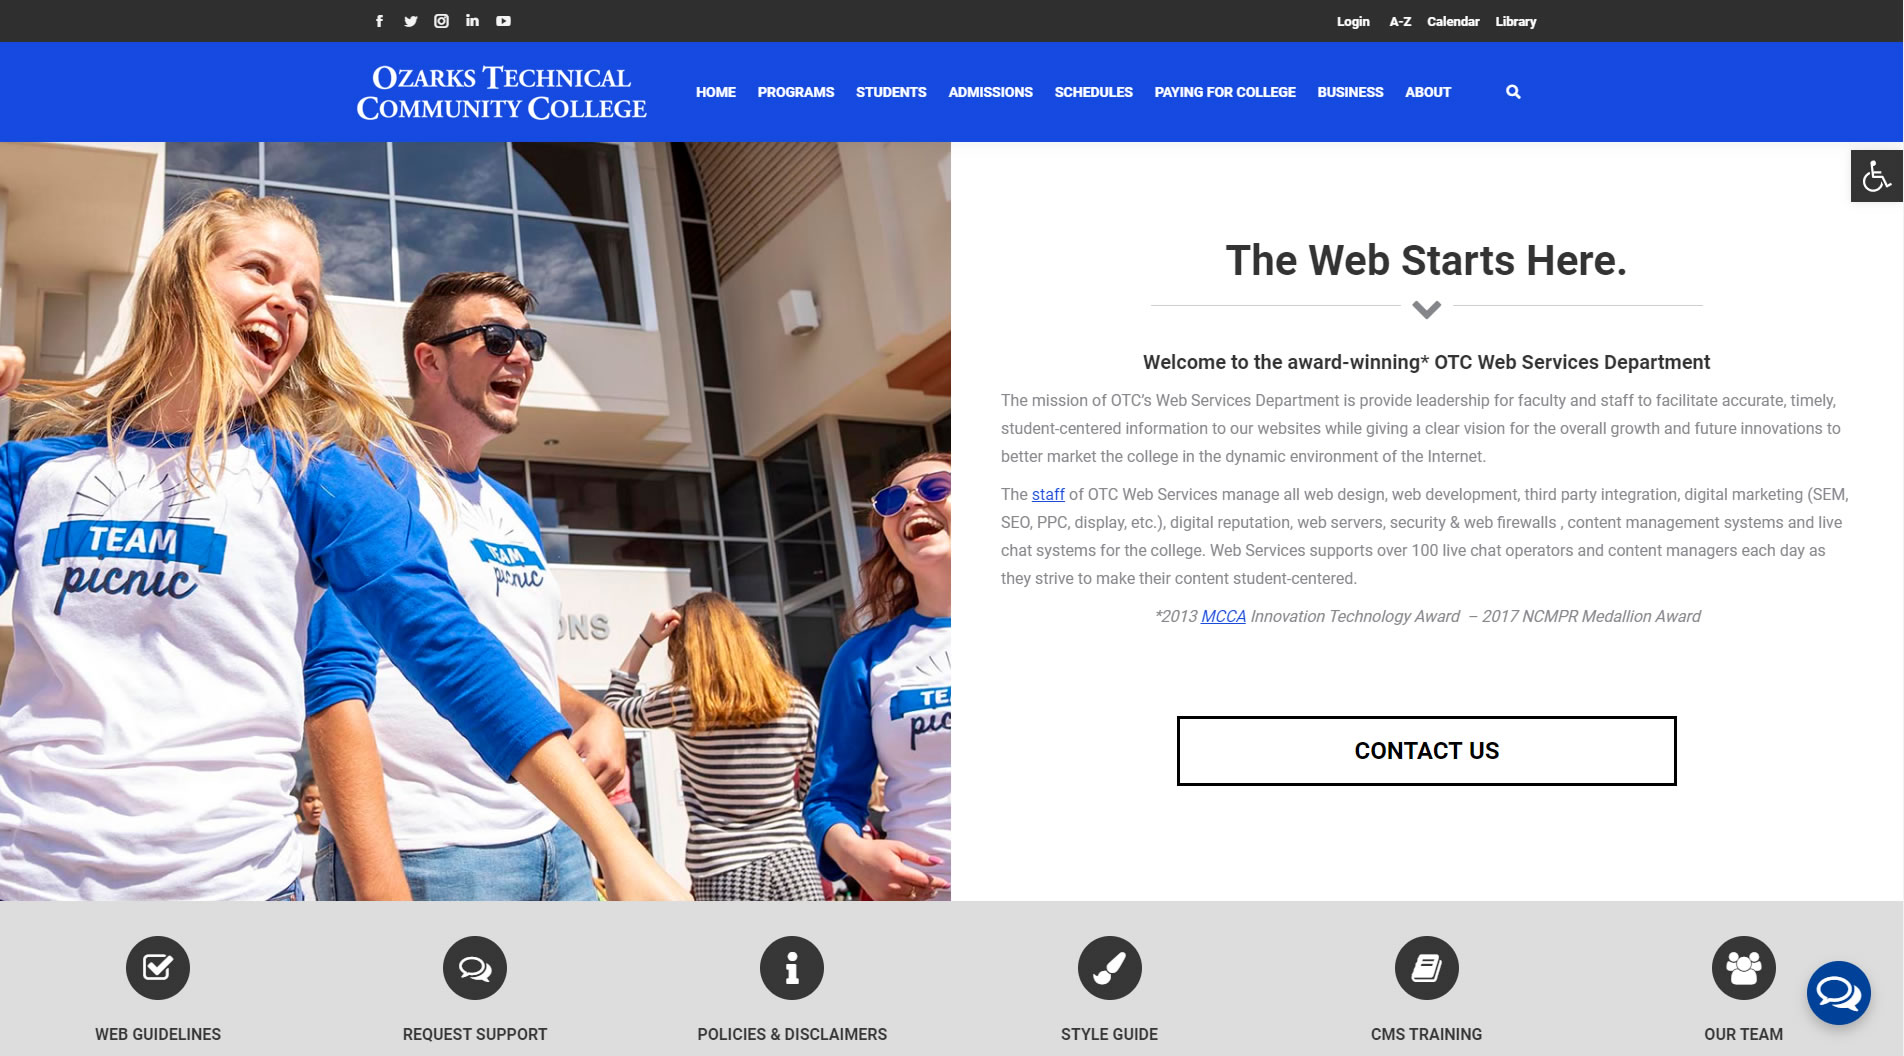 Login A-Z Calendar Library
OZARKS TECHNICAL
COMMUNITY COLLEGE
HOME PROGRAMS STUDENTS ADMISSIONS SCHEDULES PAYING FOR COLLEGE BUSINESS ABOUT
TEAM
picnic
TEAM
picnic
ONS
TE
pic
The Web Starts Here.
Welcome to the award-winning* OTC Web Services Department
The mission of OTC’s Web Services Department is provide leadership for faculty and staff to facilitate accurate, timely,
student-centered information to our websites while giving a clear vision for the overall growth and future innovations to
better market the college in the dynamic environment of the Internet.
The staff of OTC Web Services manage all web design, web development, third party integration, digital marketing (SEM,
SEO, PPC, display, etc.), digital reputation, web servers, security & web firewalls , content management systems and live
chat systems for the college. Web Services supports over 100 live chat operators and content managers each day as
they strive to make their content student-centered.
*2013 MCCA Innovation Technology Award – 2017 NCMPR Medallion Award
CONTACT US
WEB GUIDELINES REQUEST SUPPORT POLICIES & DISCLAIMERS STYLE GUIDE CMS TRAINING OUR TEAM